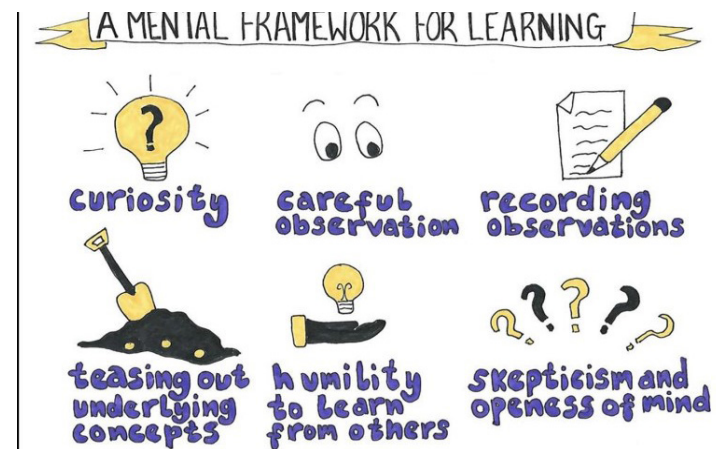 A MENTAL FRAMEWORK FOR LEARNING
?
curiosity
careful
observation
recording
observations
teasing out
underlying
concepts
humility
to learn
from others
? ? ? ? ?
skepticism and
openess of mind